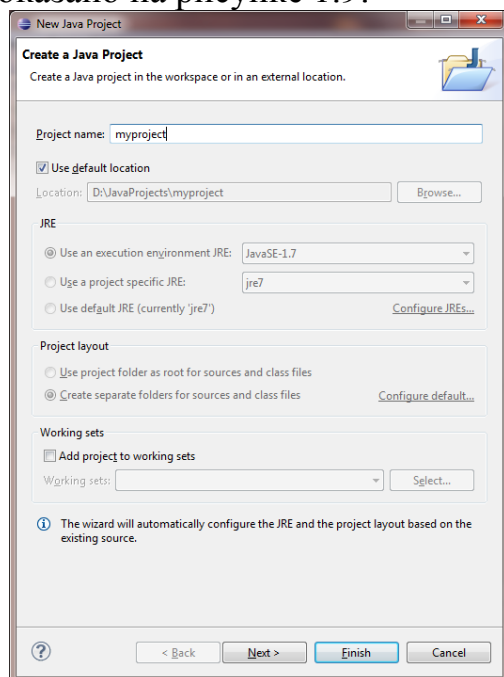 показано на рисунке 1.9.
New Java Project
Create a Java Project
Create a Java project in the workspace or in an external location.
Project name: myproject
Use default location
Location: D:\JavaProjects\myproject Browse...
JRE
Use an execution environment JRE: JavaSE-1.7
Use a project specific JRE: jre7
Use default JRE (currently 'jre7') Configure JREs...
Project layout
Use project folder as root for sources and class files
Create separate folders for sources and class files Configure default...
Working sets
Add project to working sets
Working sets: Select...
The wizard will automatically configure the JRE and the project layout based on the
existing source.
< Back Next > Finish Cancel